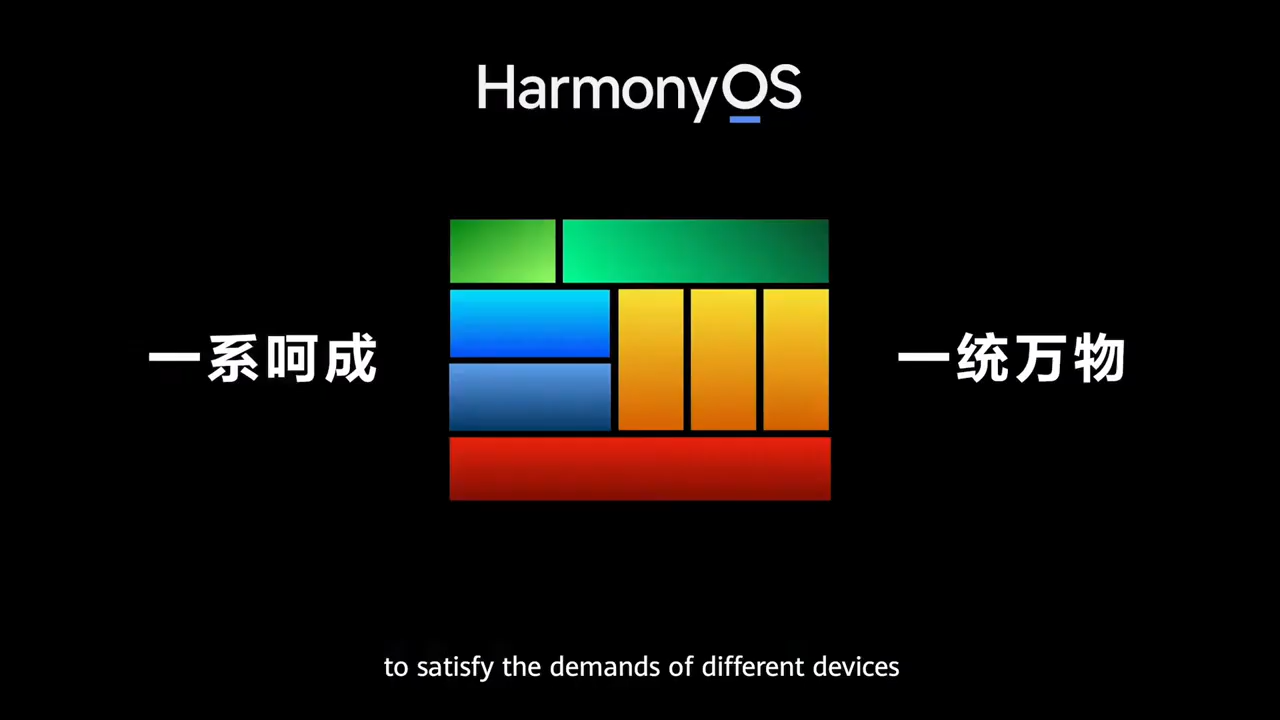 HarmonyOS
一系呵成
一统万物
to satisfy the demands of different devices